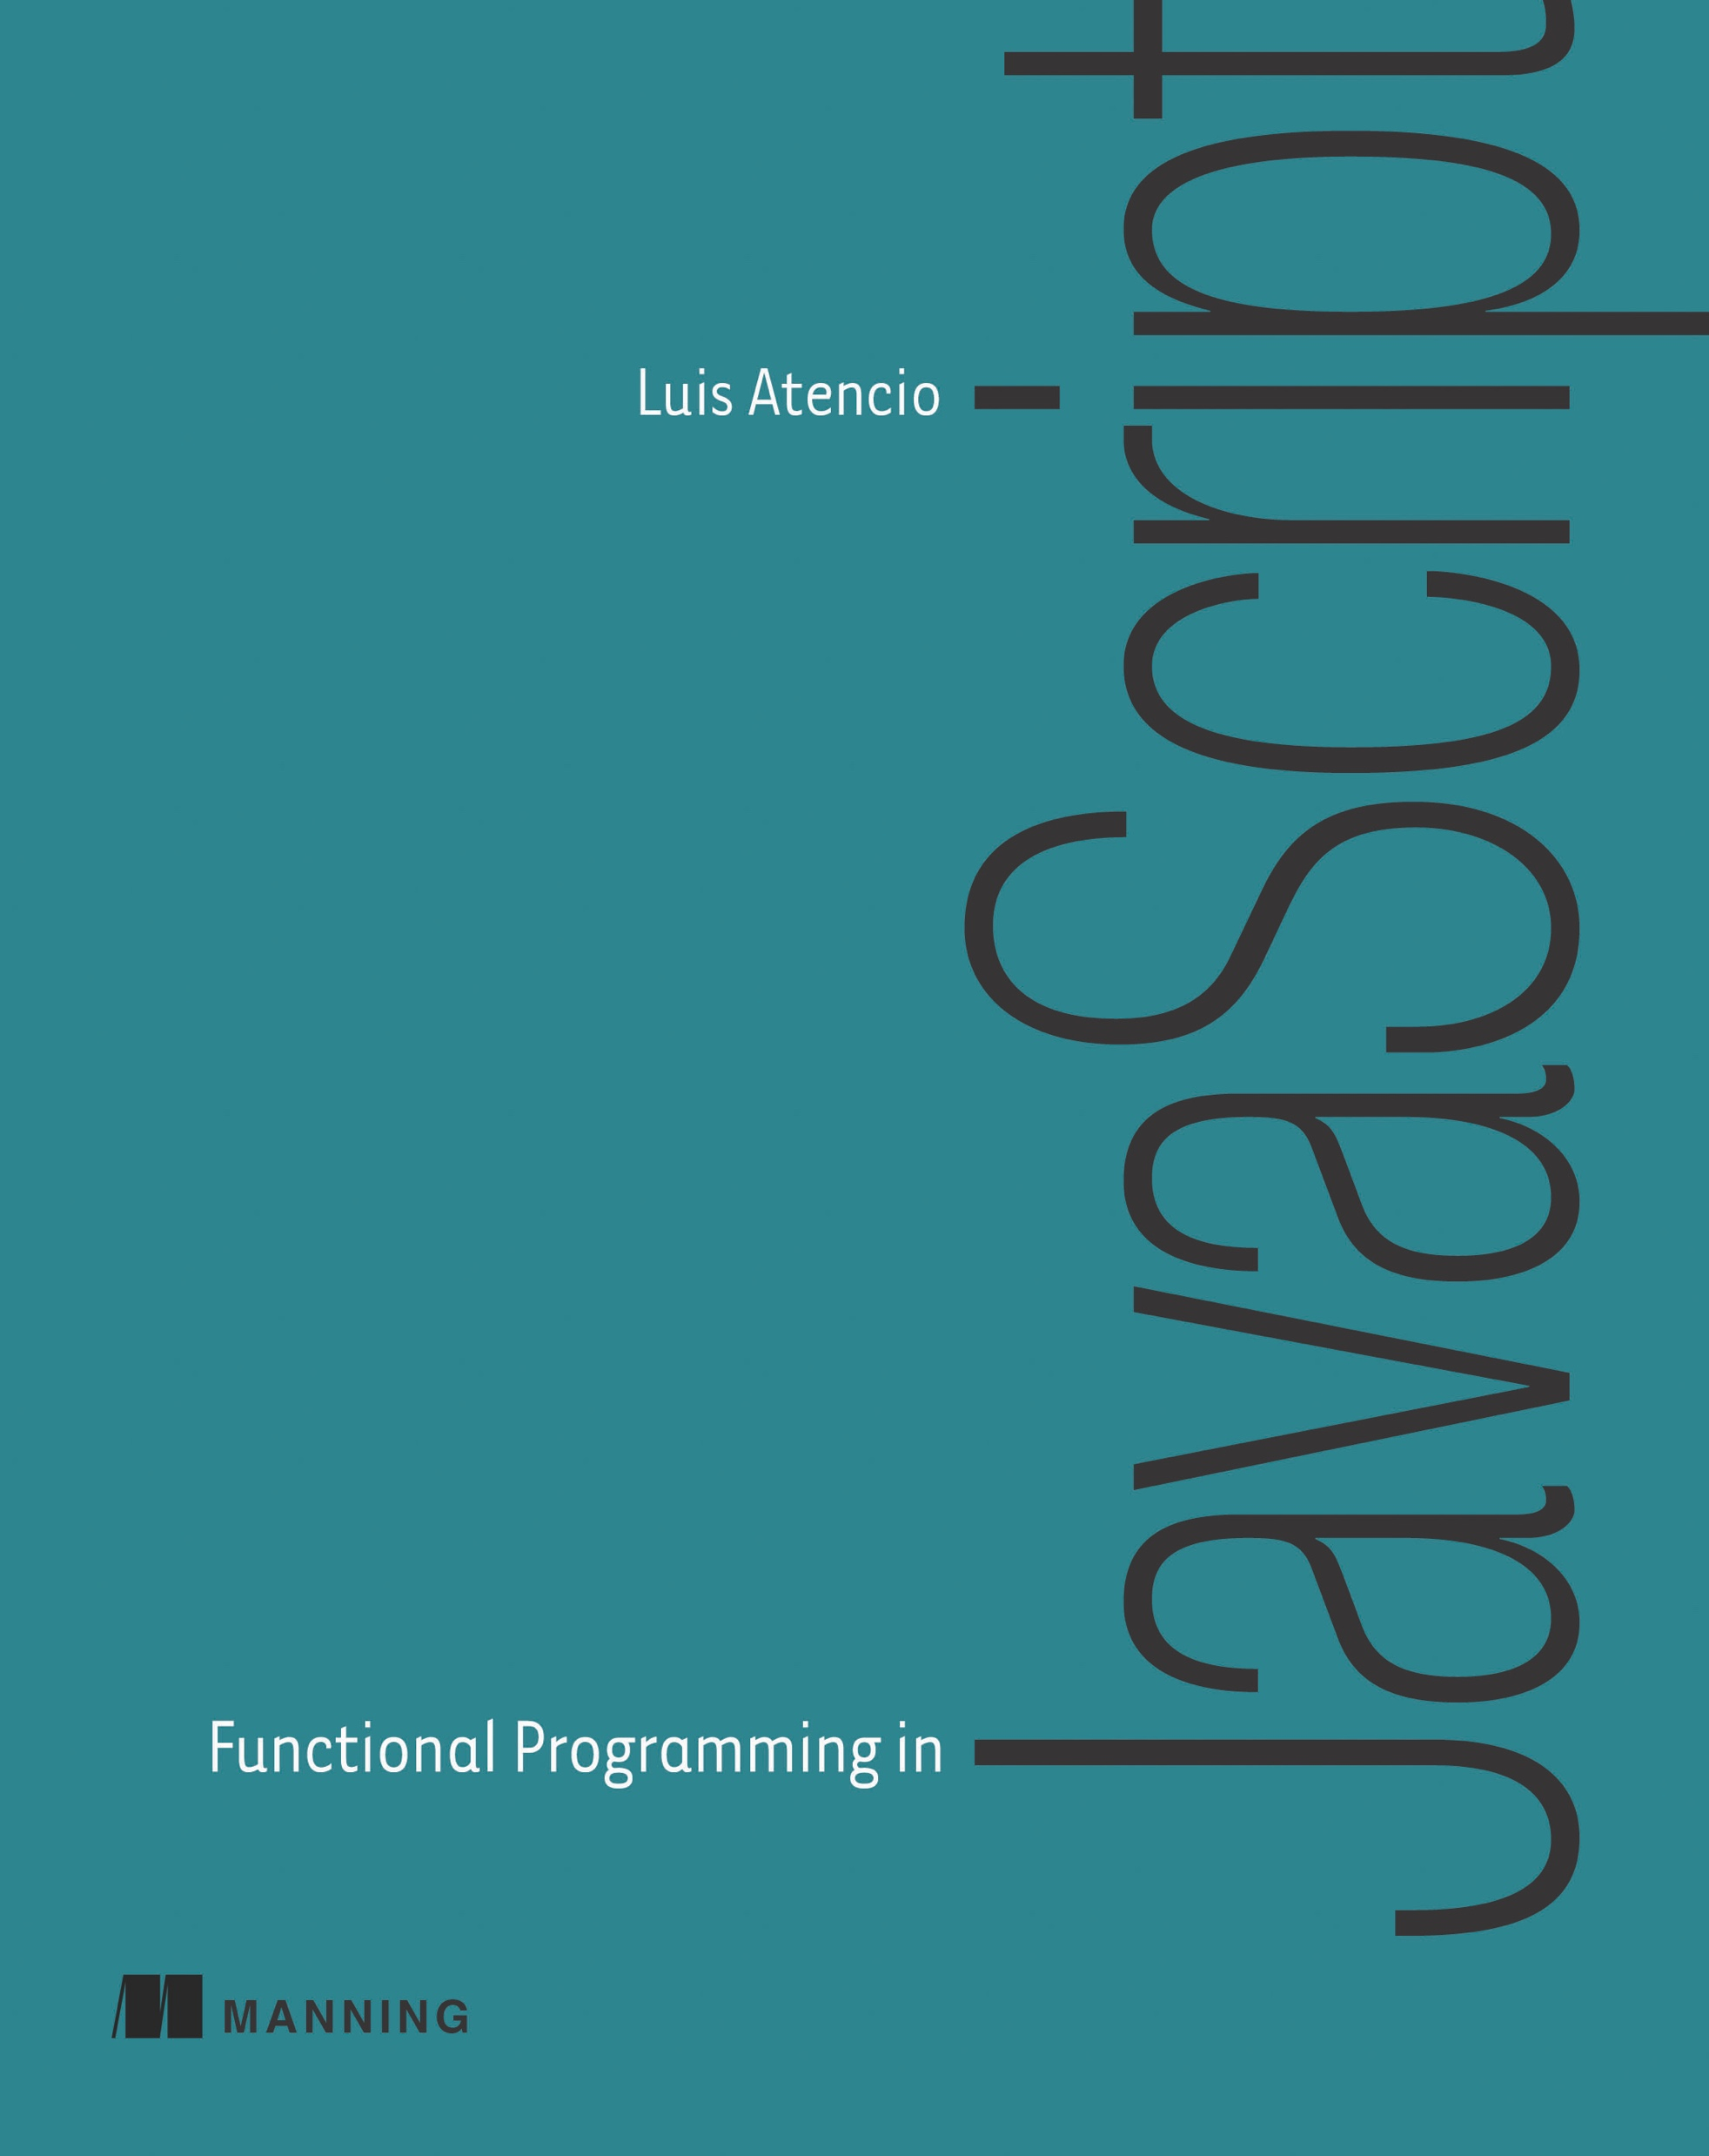 Luis Atencio
Functional Programming in
JavaScript
MANNING